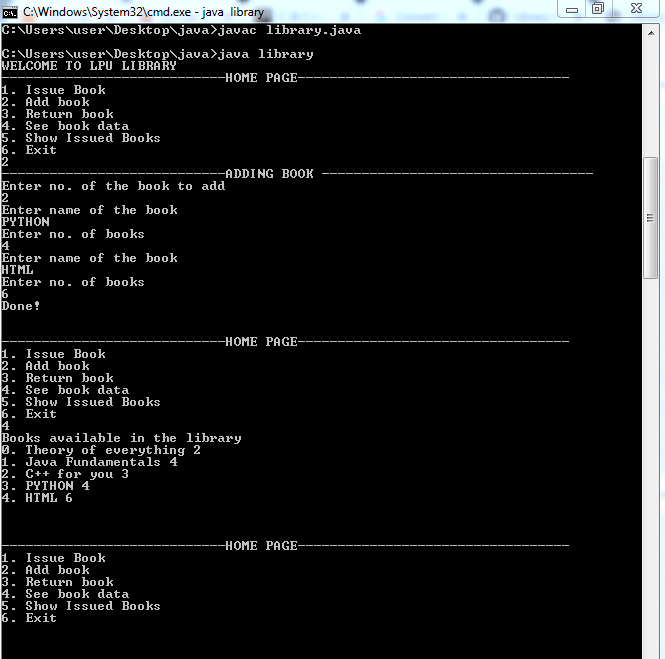 C:\Windows\System32\cmd.exe - java library
C:\Users\user\Desktop\java>javac library.java
C:\Users\user\Desktop\java>java library
WELCOME TO LPU LIBRARY
----------------------------HOME PAGE----------------------------------
1. Issue Book
2. Add book
3. Return book
4. See book data
5. Show Issued Books
6. Exit
2
----------------------------ADDING BOOK ----------------------------------
Enter no. of the book to add
2
Enter name of the book
PYTHON
Enter no. of books
4
Enter name of the book
HTML
Enter no. of books
6
Done!
----------------------------HOME PAGE----------------------------------
1. Issue Book
2. Add book
3. Return book
4. See book data
5. Show Issued Books
6. Exit
4
Books available in the library
0. Theory of everything 2
1. Java Fundamentals 4
2. C++ for you 3
3. PYTHON 4
4. HTML 6
----------------------------HOME PAGE----------------------------------
1. Issue Book
2. Add book
3. Return book
4. See book data
5. Show Issued Books
6. Exit